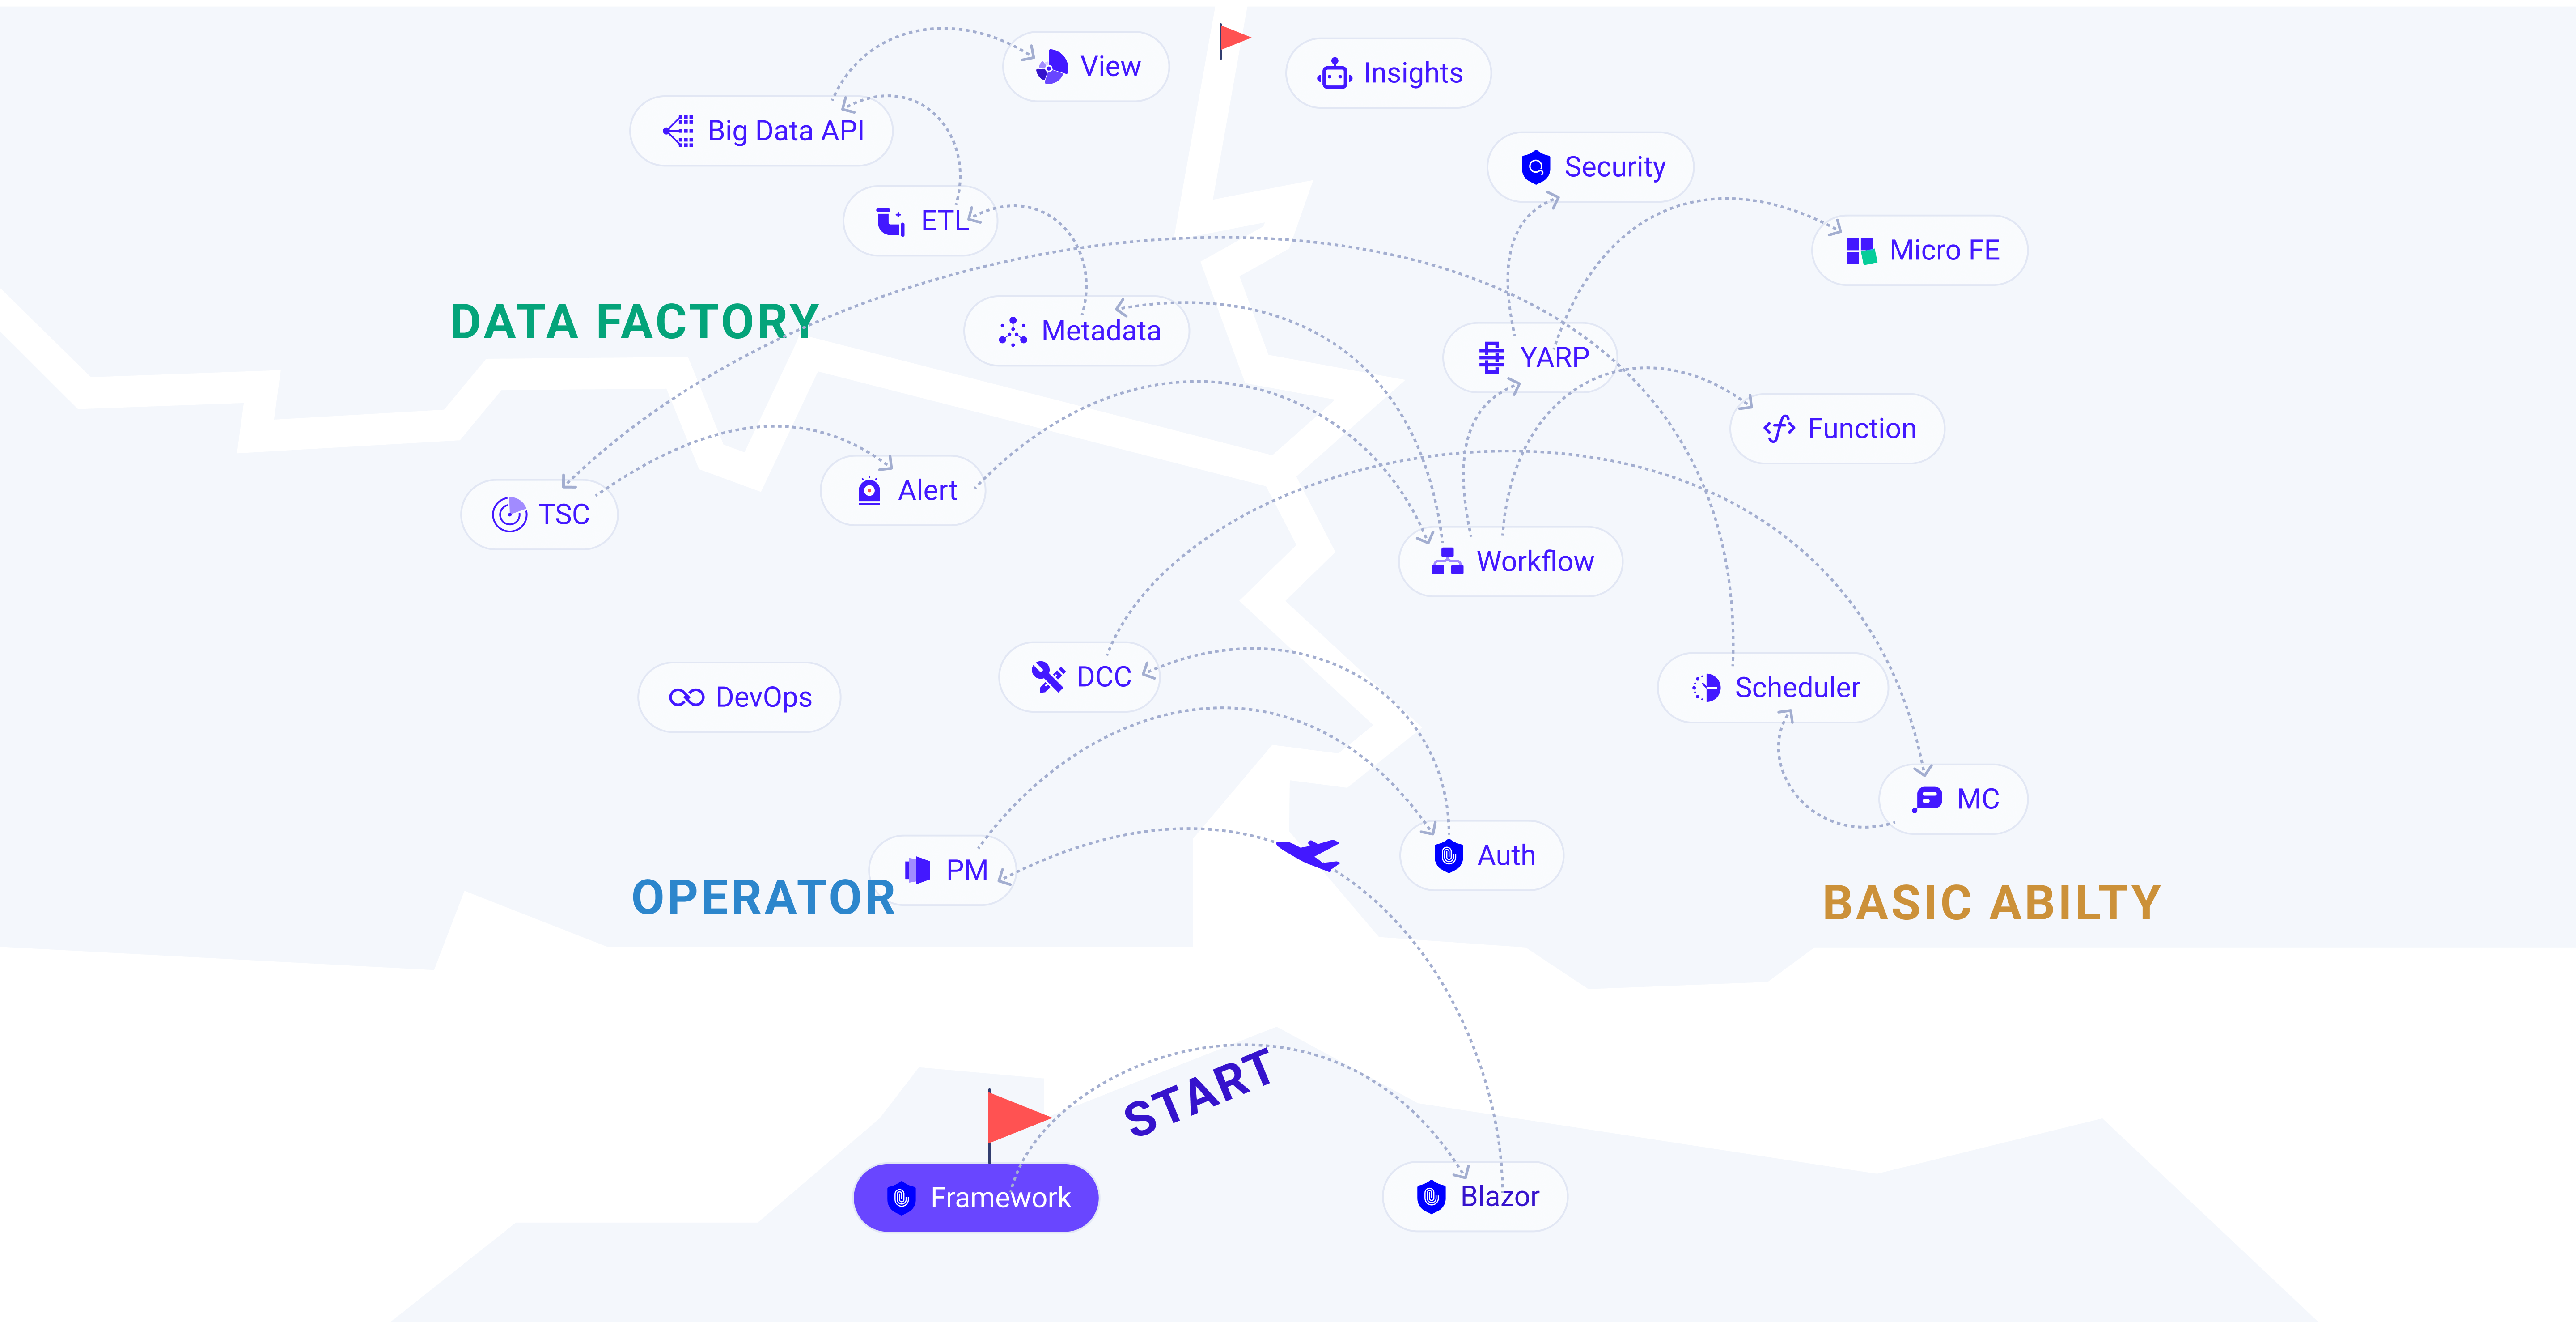 View
Insights
Big Data API
Security
ETL
Micro FE
DATA FACTORY
Metadata
YARP
Function
Alert
TSC
Workflow
DCC
DevOps
Scheduler
MC
Auth
PM
OPERATOR
BASIC ABILTY
START
Framework
Blazor